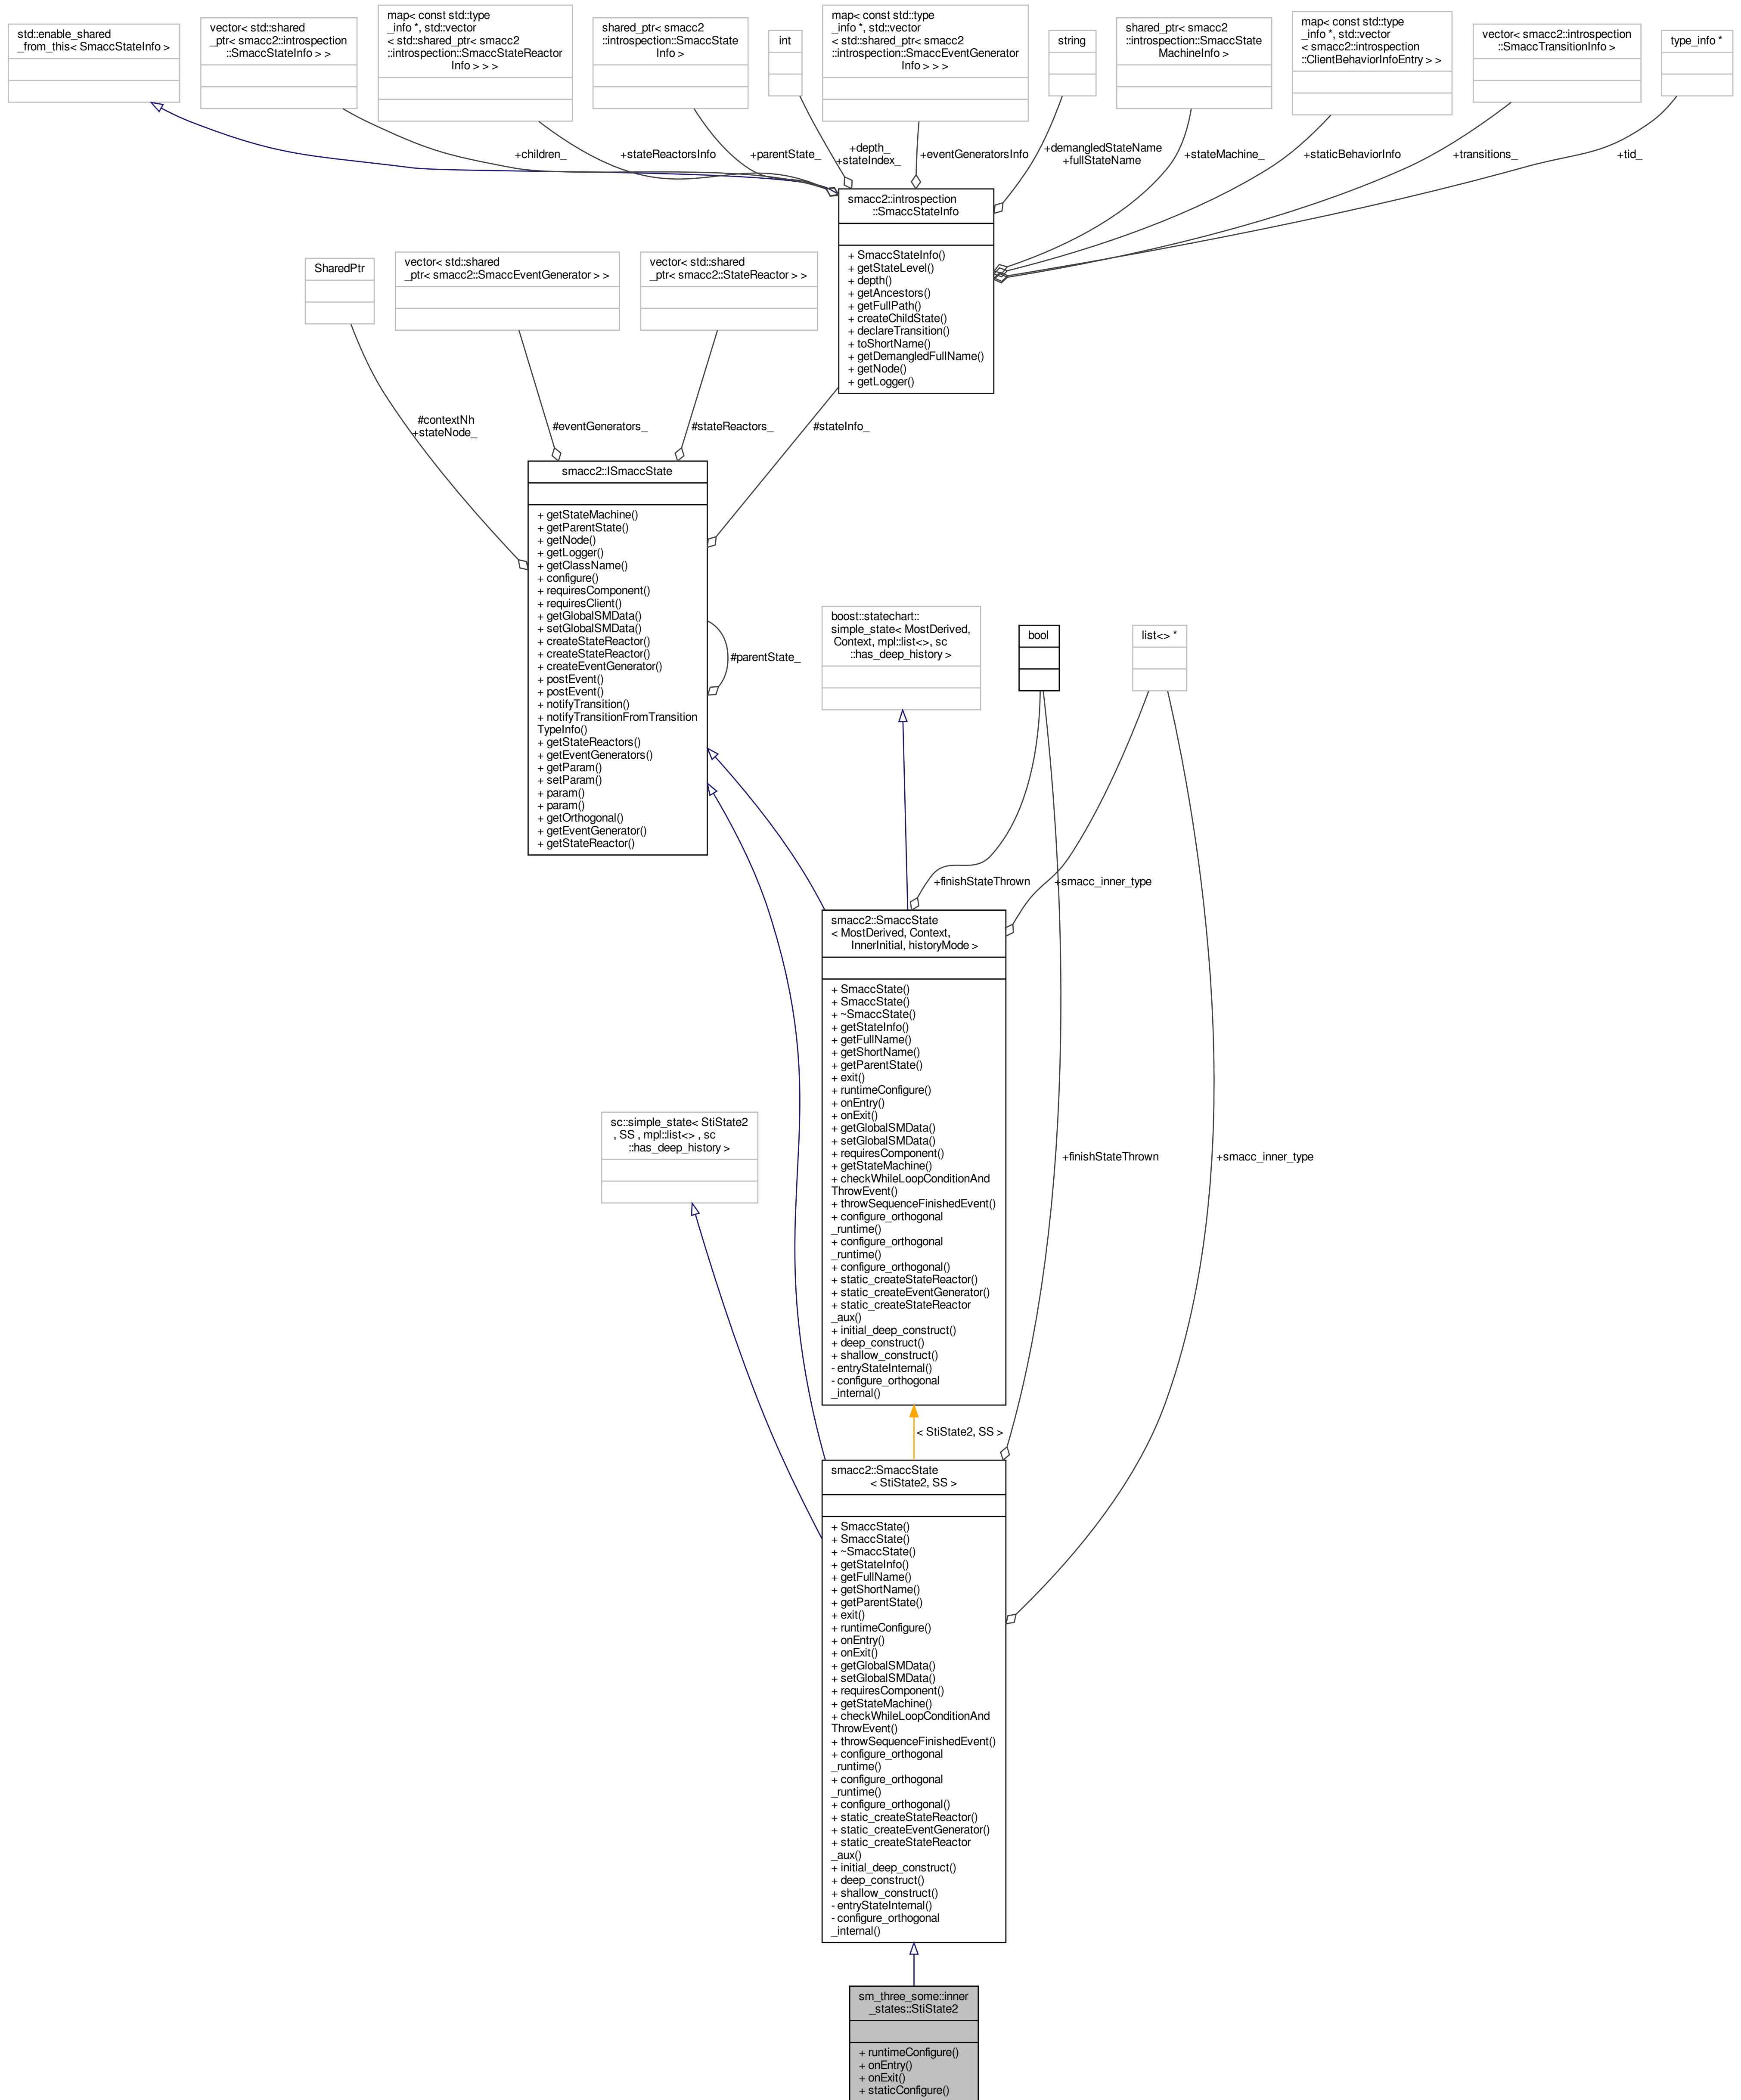 std::enable_shared
_from_this< SmaccStateInfo >
vector< std::shared
_ptr< smacc2::introspection
::SmaccStateInfo > >
map< const std::type
_info *, std::vector
< std::shared_ptr< smacc2
::introspection::SmaccStateReactor
Info > > >
shared_ptr< smacc2
::introspection::SmaccState
Info >
int
map< const std::type
_info *, std::vector
< std::shared_ptr< smacc2
::introspection::SmaccEventGenerator
Info > > >
string
shared_ptr< smacc2
::introspection::SmaccState
MachineInfo >
map< const std::type
_info *, std::vector
< smacc2::introspection
::ClientBehaviorInfoEntry > >
vector< smacc2::introspection
::SmaccTransitionInfo >
type_info *
+children_
+stateReactorsInfo
+parentState_
+depth_
+stateIndex_
+eventGeneratorsInfo
+demangledStateName
+fullStateName
+stateMachine_
+staticBehaviorInfo
+transitions_
+tid_
smacc2::introspection
::SmaccStateInfo
+ SmaccStateInfo()
+ getStateLevel()
+ depth()
+ getAncestors()
+ getFullPath()
+ createChildState()
+ declareTransition()
+ toShortName()
+ getDemangledFullName()
+ getNode()
+ getLogger()
SharedPtr
vector< std::shared
_ptr< smacc2::SmaccEventGenerator > >
vector< std::shared
_ptr< smacc2::StateReactor > >
#contextNh
+stateNode_
#eventGenerators_
#stateReactors_
#stateInfo_
smacc2::ISmaccState
+ getStateMachine()
+ getParentState()
+ getNode()
+ getLogger()
+ getClassName()
+ configure()
+ requiresComponent()
+ requiresClient()
+ getGlobalSMData()
+ setGlobalSMData()
+ createStateReactor()
+ createStateReactor()
+ createEventGenerator()
+ postEvent()
+ postEvent()
+ notifyTransition()
+ notifyTransitionFromTransition
TypeInfo()
+ getStateReactors()
+ getEventGenerators()
+ getParam()
+ setParam()
+ param()
+ param()
+ getOrthogonal()
+ getEventGenerator()
+ getStateReactor()
#parentState_
boost::statechart::
simple_state< MostDerived,
Context, mpl::list<>, sc
::has_deep_history >
bool
list<> *
+finishStateThrown
+smacc_inner_type
smacc2::SmaccState
< MostDerived, Context,
InnerInitial, historyMode >
+ SmaccState()
+ SmaccState()
+ ~SmaccState()
+ getStateInfo()
+ getFullName()
+ getShortName()
+ getParentState()
+ exit()
+ runtimeConfigure()
+ onEntry()
+ onExit()
+ getGlobalSMData()
+ setGlobalSMData()
+ requiresComponent()
+ getStateMachine()
+ checkWhileLoopConditionAnd
ThrowEvent()
+ throwSequenceFinishedEvent()
+ configure_orthogonal
_runtime()
+ configure_orthogonal
_runtime()
+ configure_orthogonal()
+ static_createStateReactor()
+ static_createEventGenerator()
+ static_createStateReactor
_aux()
+ initial_deep_construct()
+ deep_construct()
+ shallow_construct()
- entryStateInternal()
- configure_orthogonal
_internal()
sc::simple_state< StiState2
, SS , mpl::list<> , sc
::has_deep_history >
+finishStateThrown
+smacc_inner_type
< StiState2, SS >
smacc2::SmaccState
< StiState2, SS >
+ SmaccState()
+ SmaccState()
+ ~SmaccState()
+ getStateInfo()
+ getFullName()
+ getShortName()
+ getParentState()
+ exit()
+ runtimeConfigure()
+ onEntry()
+ onExit()
+ getGlobalSMData()
+ setGlobalSMData()
+ requiresComponent()
+ getStateMachine()
+ checkWhileLoopConditionAnd
ThrowEvent()
+ throwSequenceFinishedEvent()
+ configure_orthogonal
_runtime()
+ configure_orthogonal
_runtime()
+ configure_orthogonal()
+ static_createStateReactor()
+ static_createEventGenerator()
+ static_createStateReactor
_aux()
+ initial_deep_construct()
+ deep_construct()
+ shallow_construct()
- entryStateInternal()
- configure_orthogonal
_internal()
sm_three_some::inner
_states::StiState2
+ runtimeConfigure()
+ onEntry()
+ onExit()
+ staticConfigure()